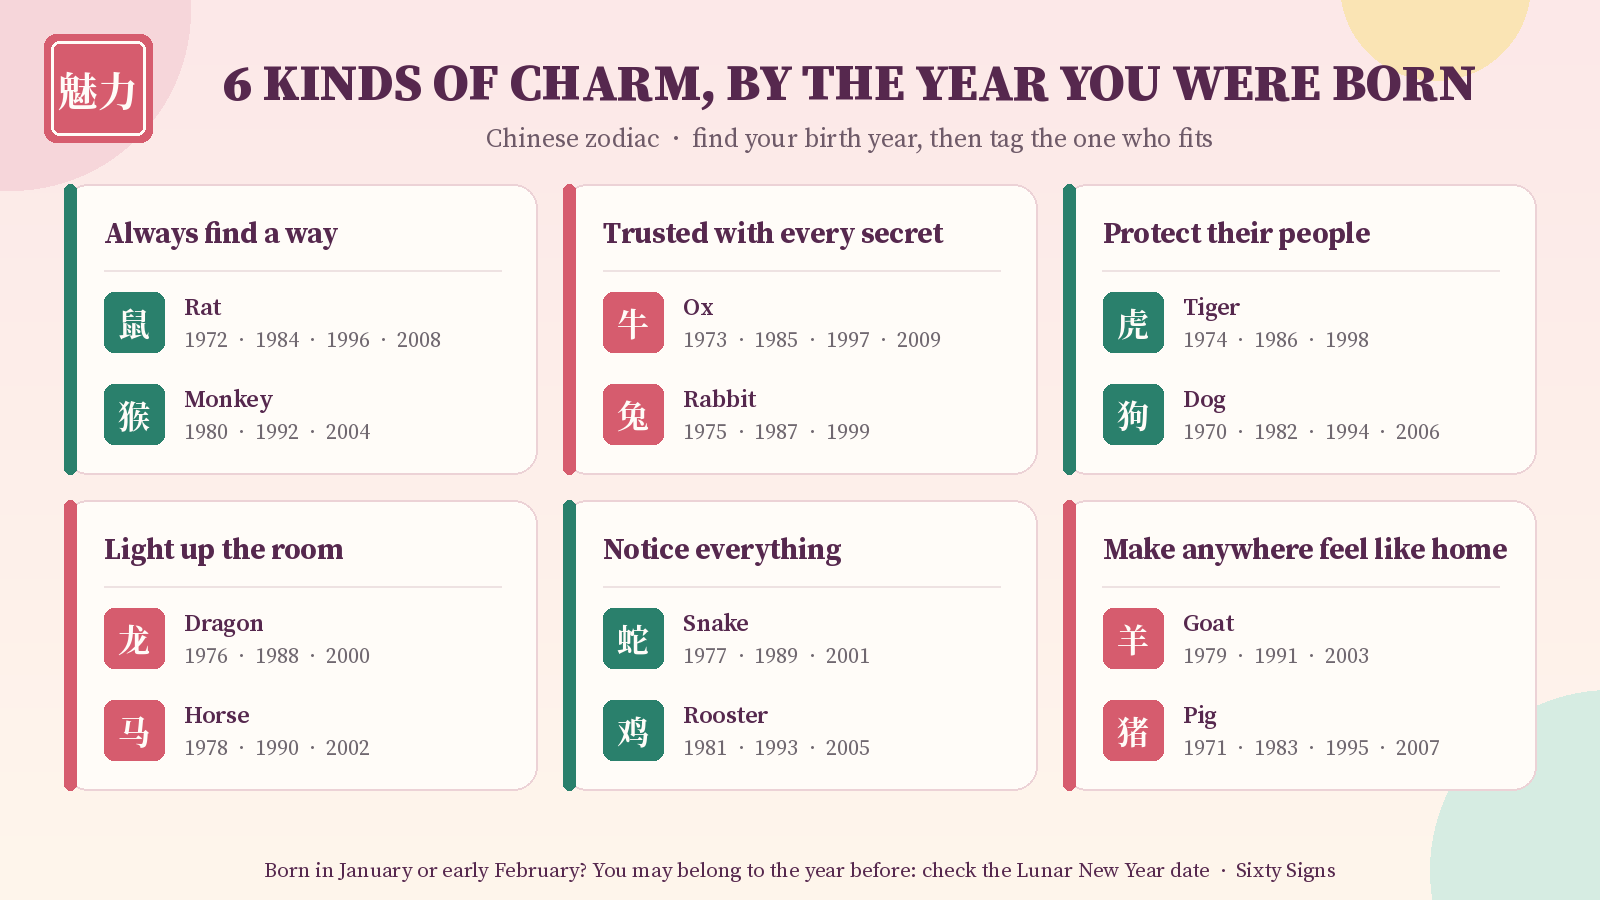 魅力
6 KINDS OF CHARM, BY THE YEAR YOU WERE BORN
Chinese zodiac · find your birth year, then tag the one who fits
Always find a way
鼠
Rat
1972 · 1984 · 1996 · 2008
猴
Monkey
1980 · 1992 · 2004
Trusted with every secret
牛
Ox
1973 · 1985 · 1997 · 2009
兔
Rabbit
1975 · 1987 · 1999
Protect their people
虎
Tiger
1974 · 1986 · 1998
狗
Dog
1970 · 1982 · 1994 · 2006
Light up the room
龙
Dragon
1976 · 1988 · 2000
马
Horse
1978 · 1990 · 2002
Notice everything
蛇
Snake
1977 · 1989 · 2001
鸡
Rooster
1981 · 1993 · 2005
Make anywhere feel like home
羊
Goat
1979 · 1991 · 2003
猪
Pig
1971 · 1983 · 1995 · 2007
Born in January or early February? You may belong to the year before: check the Lunar New Year date · Sixty Signs